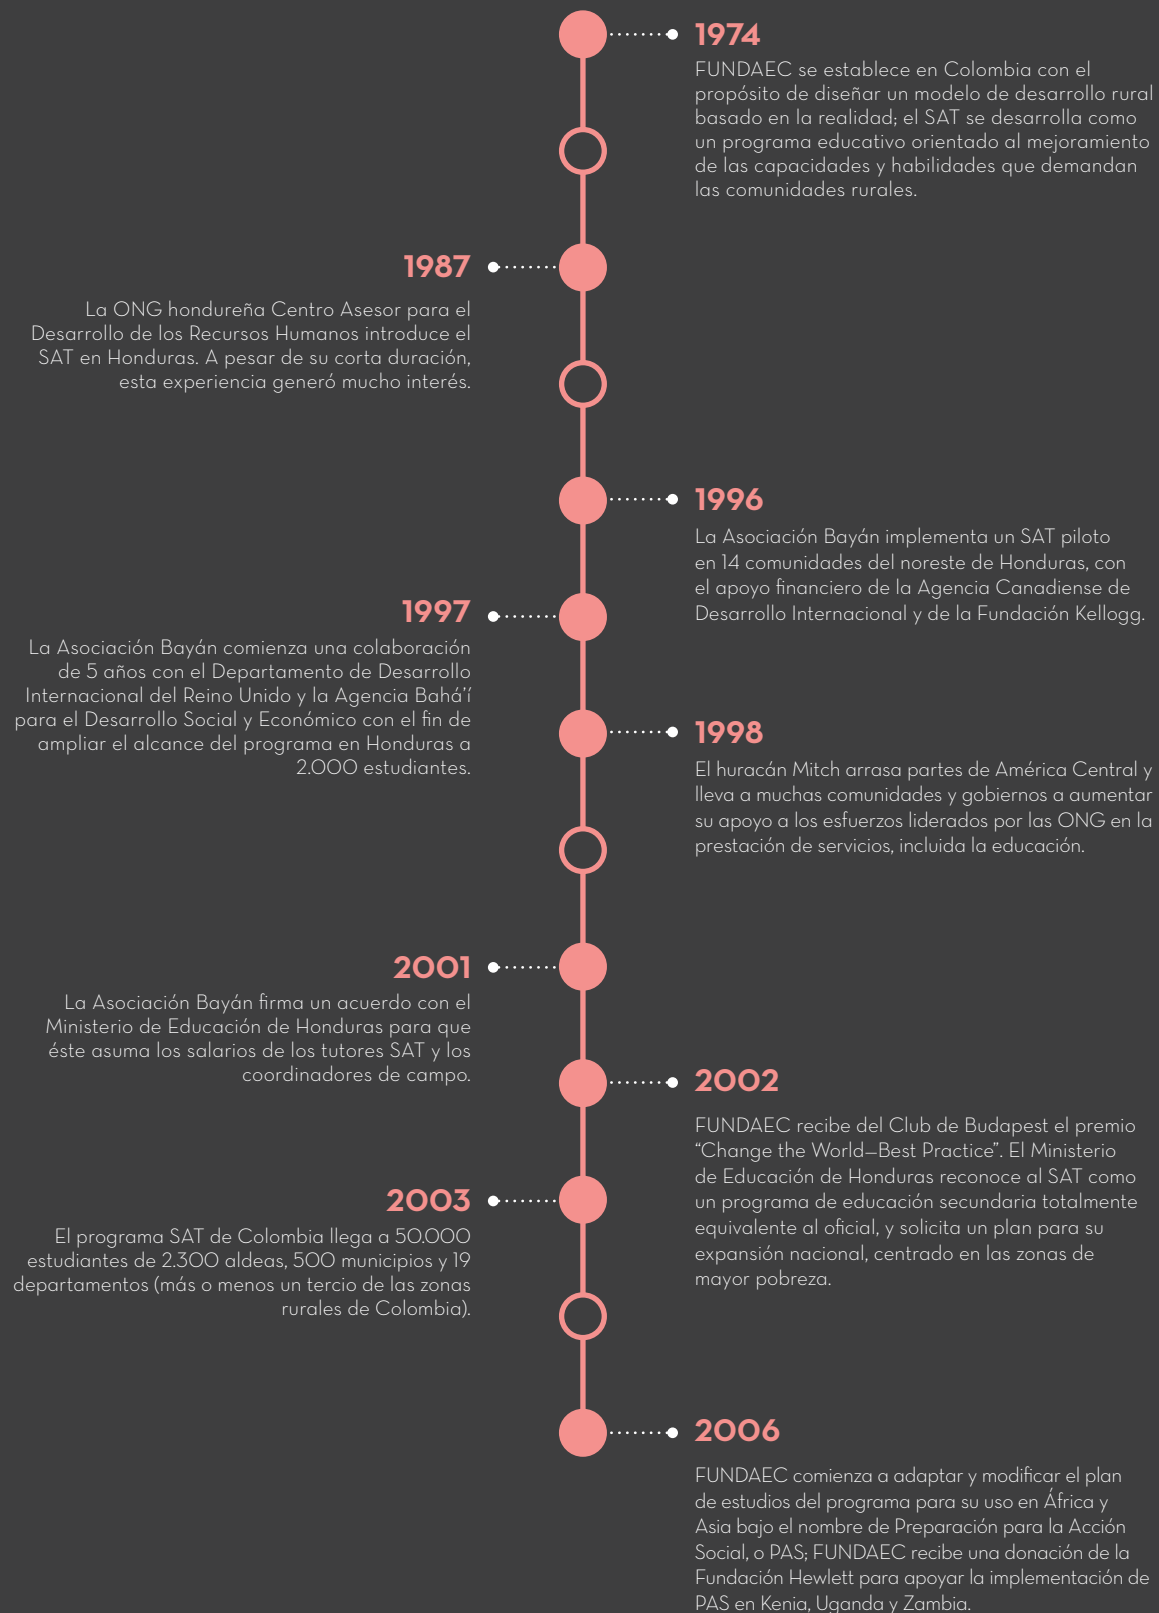 1974
FUNDAEC se establece en Colombia con el
propósito de diseñar un modelo de desarrollo rural
basado en la realidad; el SAT se desarrolla como
un programa educativo orientado al mejoramiento
de las capacidades y habilidades que demandan
las comunidades rurales.
1987
La ONG hondureña Centro Asesor para el
Desarrollo de los Recursos Humanos introduce el
SAT en Honduras. A pesar de su corta duración,
esta experiencia generó mucho interés.
1996
La Asociación Bayán implementa un SAT piloto
en 14 comunidades del noreste de Honduras, con
el apoyo financiero de la Agencia Canadiense de
Desarrollo Internacional y de la Fundación Kellogg.
1997
La Asociación Bayán comienza una colaboración
de 5 años con el Departamento de Desarrollo
Internacional del Reino Unido y la Agencia Bahá’í
para el Desarrollo Social y Económico con el fin de
ampliar el alcance del programa en Honduras a
2.000 estudiantes.
1998
El huracán Mitch arrasa partes de América Central y
lleva a muchas comunidades y gobiernos a aumentar
su apoyo a los esfuerzos liderados por las ONG en la
prestación de servicios, incluida la educación.
2001
La Asociación Bayán firma un acuerdo con el
Ministerio de Educación de Honduras para que
éste asuma los salarios de los tutores SAT y los
coordinadores de campo.
2002
FUNDAEC recibe del Club de Budapest el premio
“Change the World—Best Practice”. El Ministerio
de Educación de Honduras reconoce al SAT como
un programa de educación secundaria totalmente
equivalente al oficial, y solicita un plan para su
expansión nacional, centrado en las zonas de
mayor pobreza.
2003
El programa SAT de Colombia llega a 50.000
estudiantes de 2.300 aldeas, 500 municipios y 19
departamentos (más o menos un tercio de las zonas
rurales de Colombia).
2006
FUNDAEC comienza a adaptar y modificar el plan
de estudios del programa para su uso en África y
Asia bajo el nombre de Preparación para la Acción
Social, o PAS; FUNDAEC recibe una donación de la
Fundación Hewlett para apoyar la implementación de
PAS en Kenia, Uganda y Zambia.